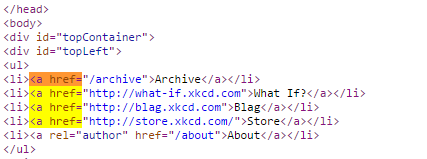 </head>
<body>
<div id="topContainer">
<div id="topLeft">
<ul>
<li><a href="/archive">Archive</a></li>
<li><a href="http://what-if.xkcd.com">What If?</a></li>
<li><a href="http://blag.xkcd.com">Blag</a></li>
<li><a href="http://store.xkcd.com/">Store</a></li>
<li><a rel="author" href="/about">About</a></li>
</ul>